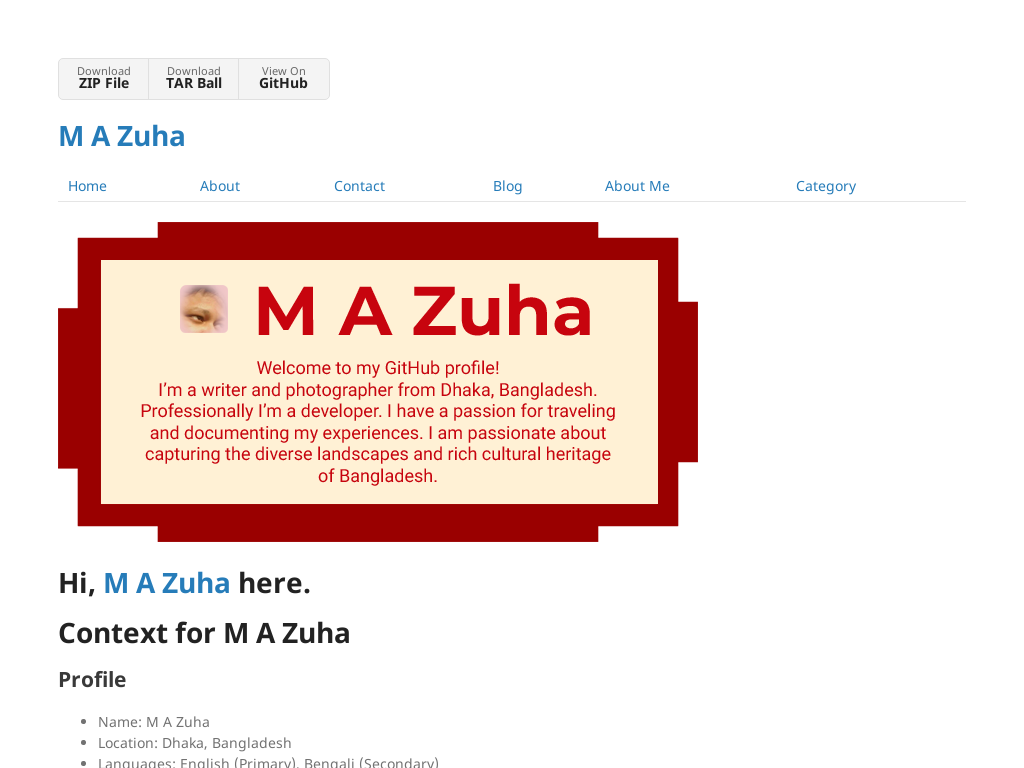 Download
ZIP File
Download
TAR Ball
View On
GitHub
M A Zuha
Home About Contact Blog About Me Category
M A Zuha
Welcome to my GitHub profile!
I’m a writer and photographer from Dhaka, Bangladesh.
Professionally I’m a developer. I have a passion for traveling
and documenting my experiences. I am passionate about
capturing the diverse landscapes and rich cultural heritage
of Bangladesh.
Hi, M A Zuha here.
Context for M A Zuha
Profile
Name: M A Zuha
Location: Dhaka, Bangladesh
Languages: English (Primary), Bengali (Secondary)